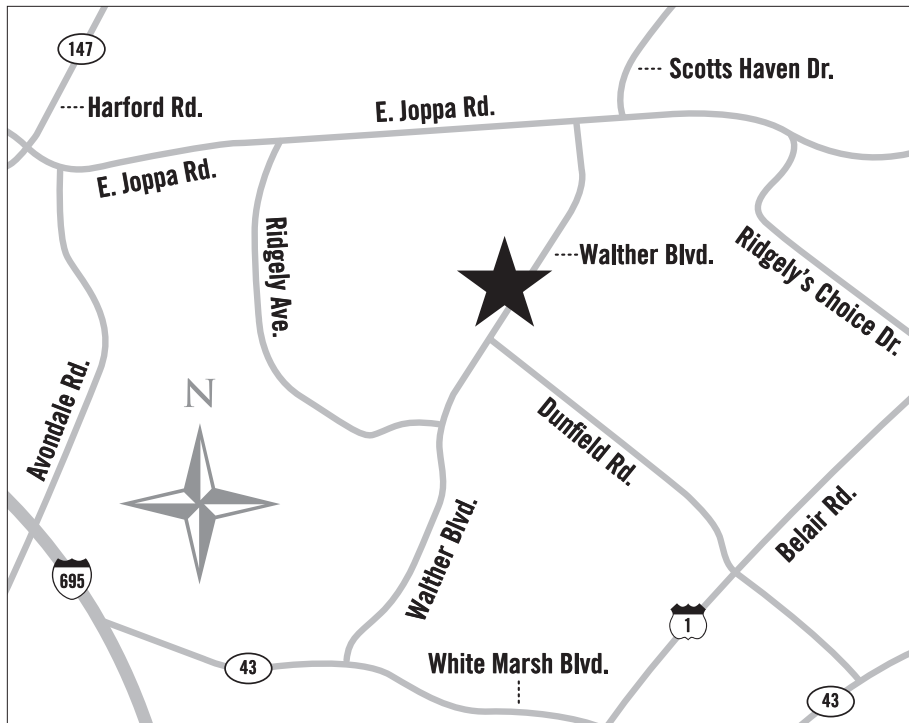 147
Harford Rd.
Scotts Haven Dr.
E. Joppa Rd.
E. Joppa Rd.
Ridgely Ave.
Walther Blvd.
Ridgely's Choice Dr.
Avondale Rd.
N
Dunfield Rd.
Belair Rd.
Walther Blvd.
695
1
43
White Marsh Blvd.
43